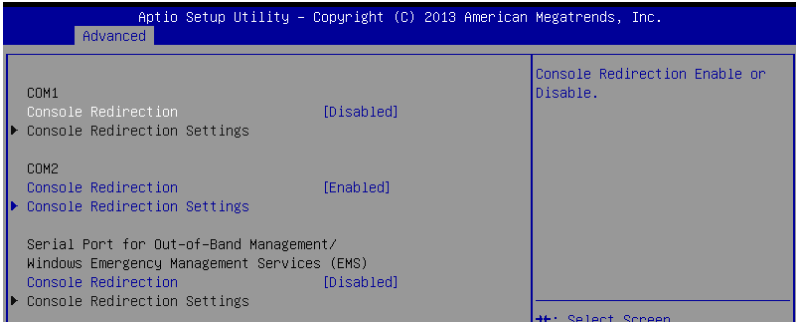 Aptio Setup Utility – Copyright (C) 2013 American Megatrends, Inc.
Advanced
COM1
Console Redirection [Disabled]
Console Redirection Settings
COM2
Console Redirection [Enabled]
Console Redirection Settings
Serial Port for Out-of-Band Management/
Windows Emergency Management Services (EMS)
Console Redirection [Disabled]
Console Redirection Settings
Console Redirection Enable or
Disable.
: Select Screen